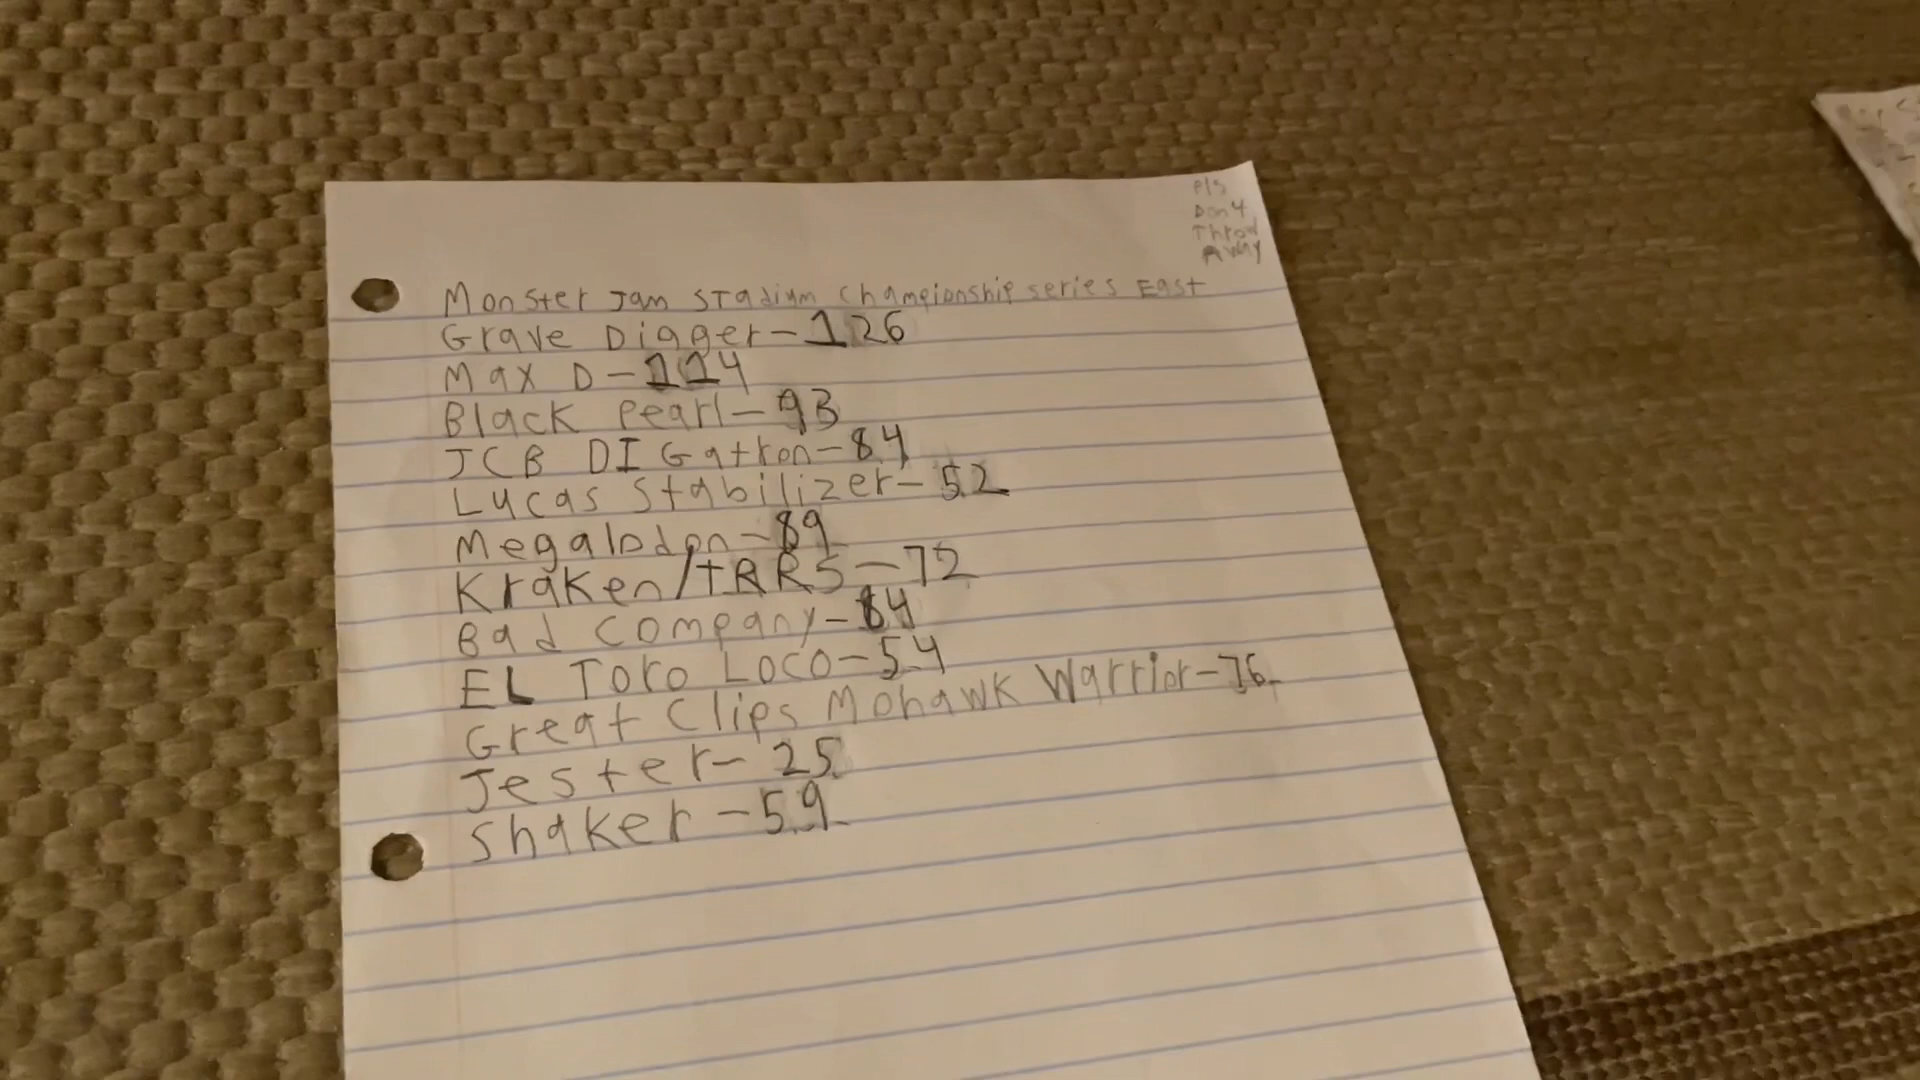 Pls
Don4
Throw
Away
Monster Jam Stadium Championship series East
Grave Digger-126
Max D-114
Black Pearl-93
JCB DIGatron-84
Lucas Stabilizer-52
Megalodon-89
Kraken/TRR5-72
Bad Company-84
EL Toro Loco-54
Great Clips Mohawk Warrior-76
Jester-25
Shaker-59